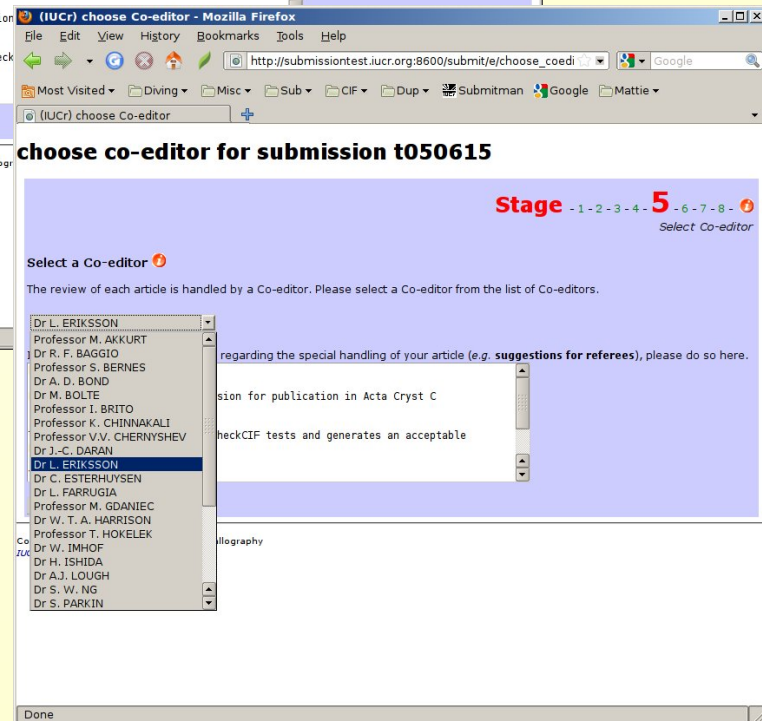 ion
(IUCr) choose Co-editor - Mozilla Firefox
File Edit View History Bookmarks Tools Help
eck
http://submissiontest.iucr.org:8600/submit/e/choose_coedi
Google
Most Visited Diving Misc Sub CIF Dup Submitman Google Mattie
(IUCr) choose Co-editor
ogr
choose co-editor for submission t050615
Stage - 1 - 2 - 3 - 4 - 5 - 6 - 7 - 8 -
Select Co-editor
Select a Co-editor
The review of each article is handled by a Co-editor. Please select a Co-editor from the list of Co-editors.
Dr L. ERIKSSON
Professor M. AKKURT
Dr R. F. BAGGIO
Professor S. BERNES
Dr A. D. BOND
Dr M. BOLTE
Professor I. BRITO
Professor K. CHINNAKALI
Professor V.V. CHERNYSHEV
Dr J.-C. DARAN
Dr L. ERIKSSON
Dr C. ESTERHUYSEN
Dr L. FARRUGIA
Professor M. GDANIEC
Dr W. T. A. HARRISON
Professor T. HOKELEK
Dr W. IMHOF
Dr H. ISHIDA
Dr A.J. LOUGH
Dr S. W. NG
Dr S. PARKIN
regarding the special handling of your article (e.g. suggestions for referees), please do so here.
sion for publication in Acta Cryst C
heckCIF tests and generates an acceptable
Co
allography
IUC
Done